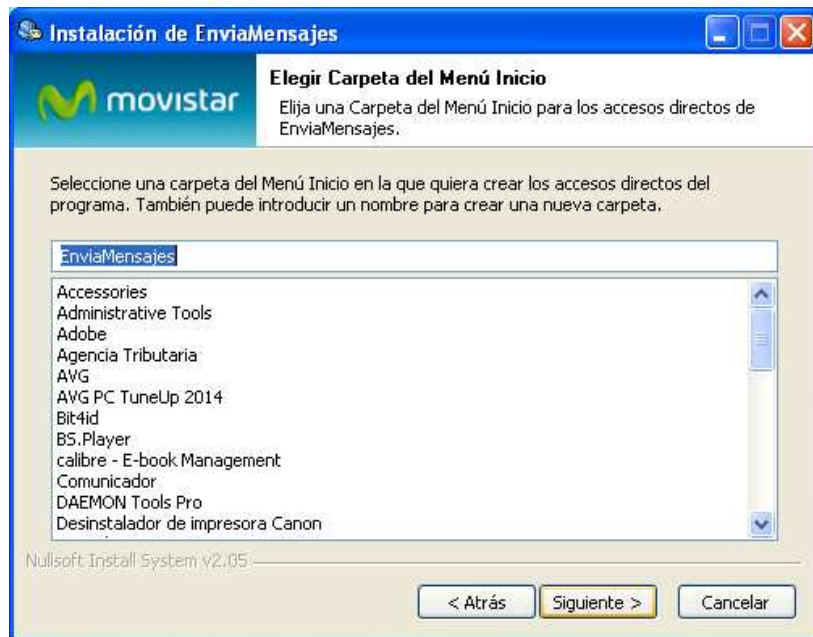 Instalación de EnviaMensajes
movistar
Elegir Carpeta del Menú Inicio
Elija una Carpeta del Menú Inicio para los accesos directos de
EnviaMensajes.
Seleccione una carpeta del Menú Inicio en la que quiera crear los accesos directos del
programa. También puede introducir un nombre para crear una nueva carpeta.
EnviaMensajes
Accessories
Administrative Tools
Adobe
Agencia Tributaria
AVG
AVG PC TuneUp 2014
Bit4id
BS.Player
calibre - E-book Management
Comunicador
DAEMON Tools Pro
Desinstalador de impresora Canon
Nullsoft Install System v2.05
< Atrás Siguiente > Cancelar